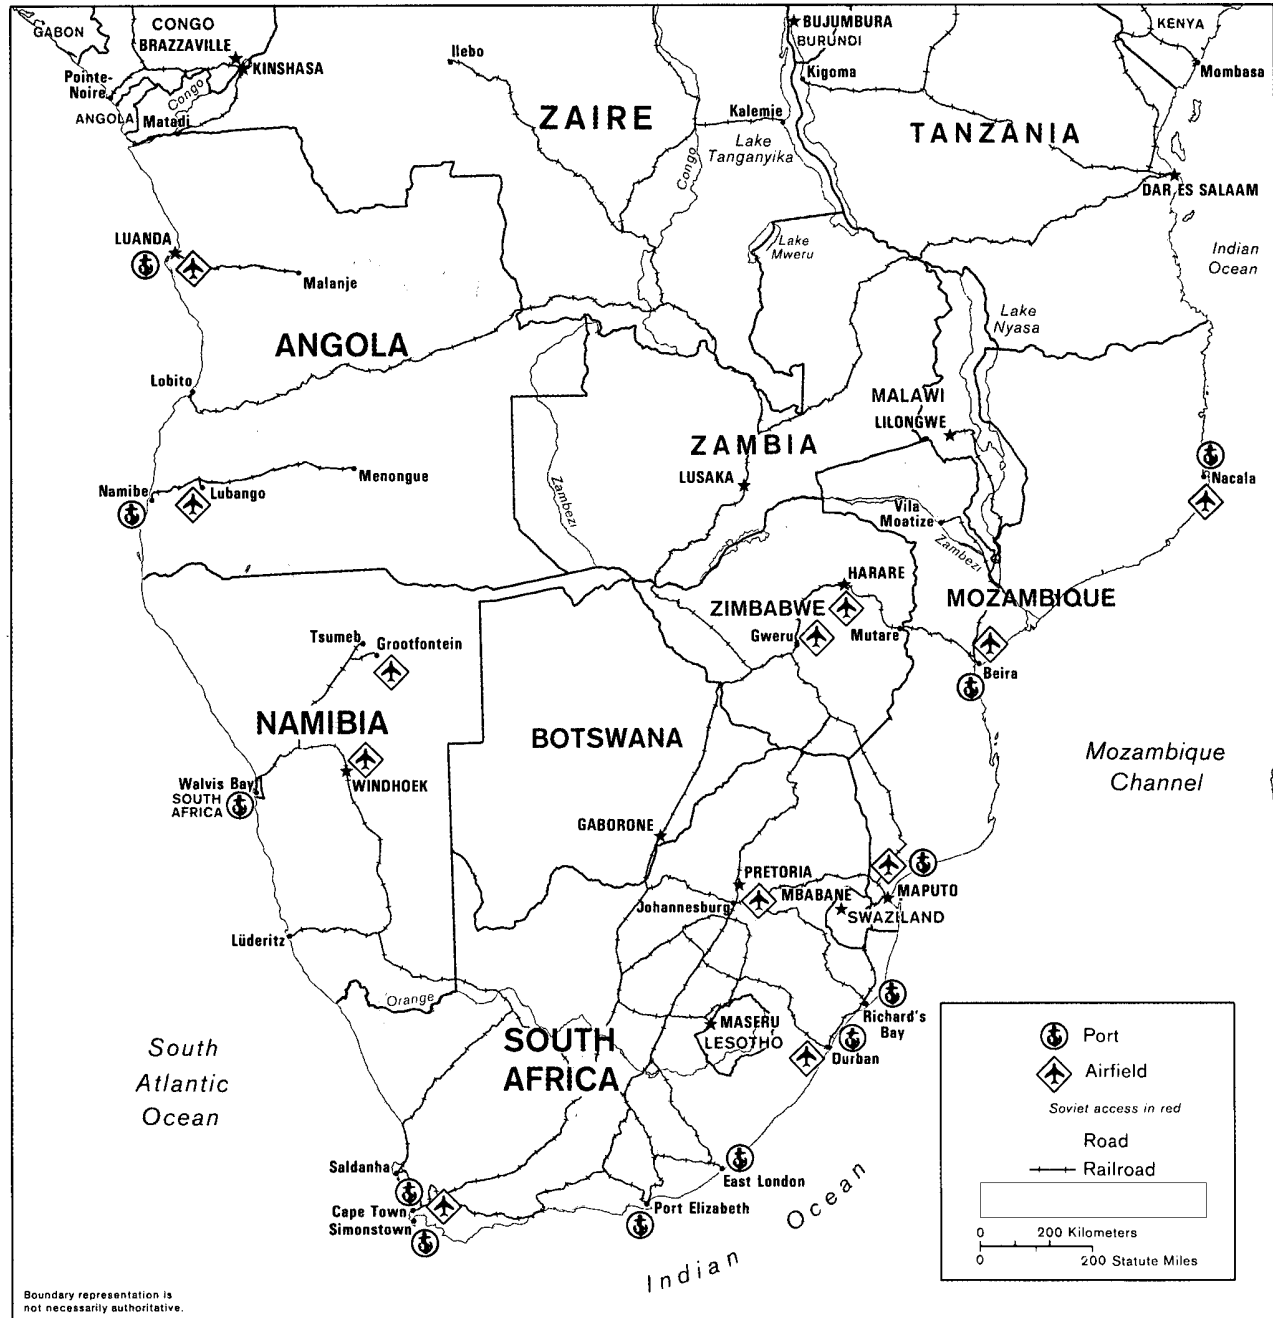 GABON
CONGO
BRAZZAVILLE
KINSHASA
Pointe-
Noire
Congo
ANGOLA
Matadi
Ilebo
ZAIRE
Kalemie
Lake
Tanganyika
Congo
BUJUMBURA
BURUNDI
Kigoma
KENYA
Mombasa
TANZANIA
DAR ES SALAAM
Indian
Ocean
Lake
Mweru
Lake
Nyasa
LUANDA
Malanje
ANGOLA
Lobito
Menongue
Namibe
Lubango
Zambezi
ZAMBIA
LUSAKA
MALAWI
LILONGWE
Nacala
Vila
Moatize
Zambezi
HARARE
ZIMBABWE
Gweru
Mutare
MOZAMBIQUE
Beira
Tsumeb
Grootfontein
NAMIBIA
WINDHOEK
Walvis Bay
SOUTH
AFRICA
BOTSWANA
GABORONE
Mozambique
Channel
PRETORIA
MBABANE
MAPUTO
Johannesburg
SWAZILAND
Lüderitz
Orange
MASERU
LESOTHO
Richard's
Bay
Durban
SOUTH
AFRICA
South
Atlantic
Ocean
Saldanha
Cape Town
Simonstown
East London
Port Elizabeth
Indian Ocean
Port
Airfield
Soviet access in red
Road
Railroad
0 200 Kilometers
0 200 Statute Miles
Boundary representation is
not necessarily authoritative.